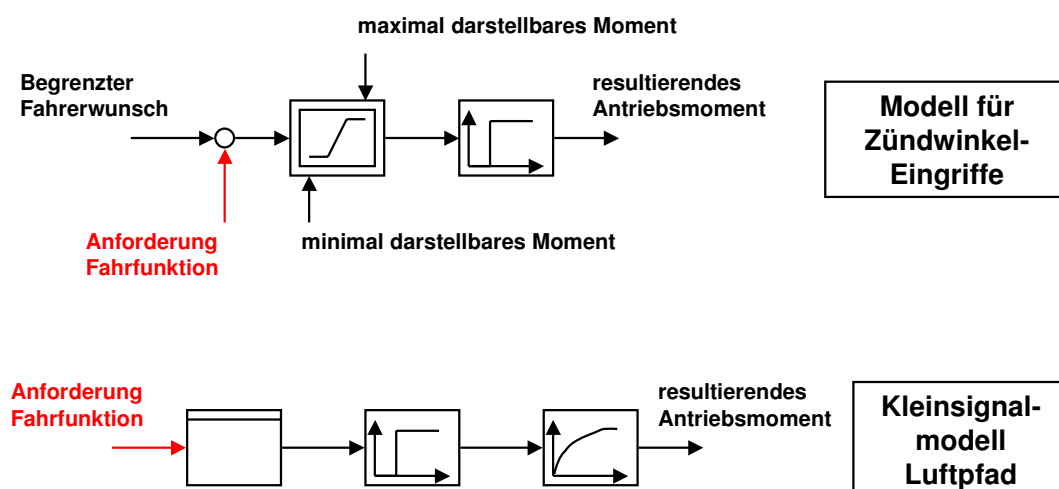 maximal darstellbares Moment
Begrenzter
Fahrerwunsch
resultierendes
Antriebsmoment
Modell für
Zündwinkel-
Eingriffe
Anforderung
Fahrfunktion
minimal darstellbares Moment
Anforderung
Fahrfunktion
resultierendes
Antriebsmoment
Kleinsignal-
modell
Luftpfad